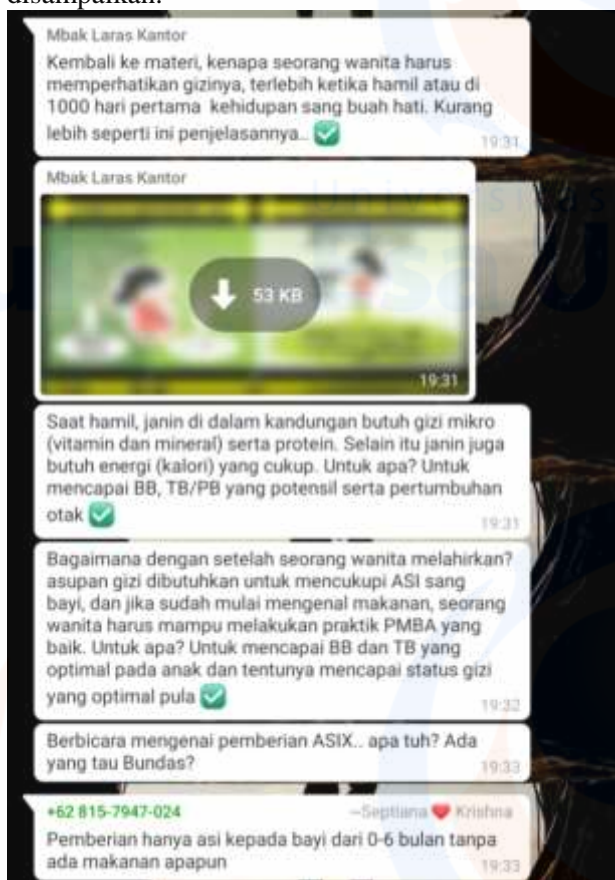 Mbak Laras Kantor
Kembali ke materi, kenapa seorang wanita harus
memperhatikan gizinya, terlebih ketika hamil atau di
1000 hari pertama kehidupan sang buah hati. Kurang
lebih seperti ini penjelasannya.. ✅
19:31
Mbak Laras Kantor
53 KB
19:31
Saat hamil, janin di dalam kandungan butuh gizi mikro
(vitamin dan mineral) serta protein. Selain itu janin juga
butuh energi (kalori) yang cukup. Untuk apa? Untuk
mencapai BB, TB/PB yang potensil serta pertumbuhan
otak ✅
19:31
Bagaimana dengan setelah seorang wanita melahirkan?
asupan gizi dibutuhkan untuk mencukupi ASI sang
bayi, dan jika sudah mulai mengenal makanan, seorang
wanita harus mampu melakukan praktik PMBA yang
baik. Untuk apa? Untuk mencapai BB dan TB yang
optimal pada anak dan tentunya mencapai status gizi
yang optimal pula ✅
19:32
Berbicara mengenai pemberian ASIX.. apa tuh? Ada
yang tau Bundas?
19:33
+62 815-7947-024
~Septiana ❤ Krishna
Pemberian hanya asi kepada bayi dari 0-6 bulan tanpa
ada makanan apapun
19:33